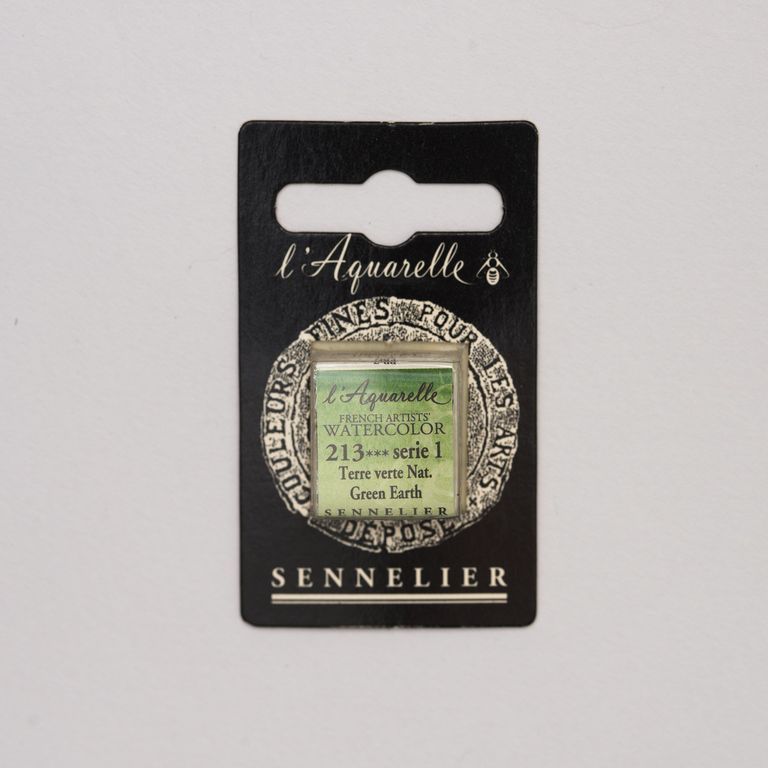 l'Aquarelle
COULEURS FINES POUR LES ARTS
DÉPOSÉ
l'Aquarelle
FRENCH ARTISTS'
WATERCOLOR
213*** serie 1
Terre verte Nat.
Green Earth
SENNELIER
SENNELIER